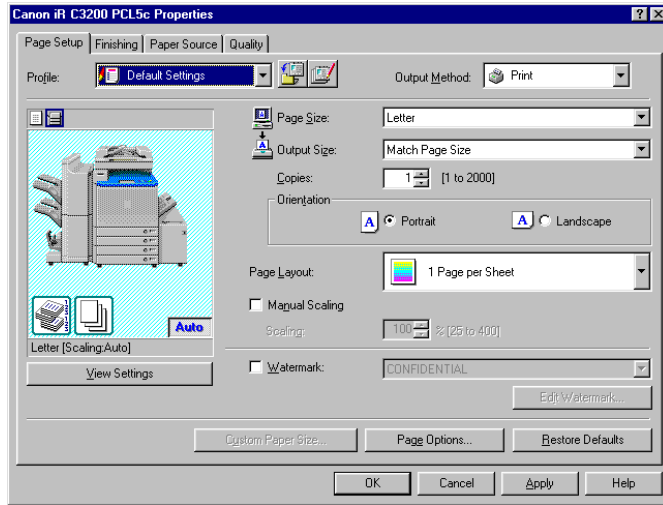 Canon iR C3200 PCL5c Properties
Page Setup Finishing Paper Source Quality
Profile: Default Settings Output Method: Print
Page Size: Letter
Output Size: Match Page Size
Copies: 1 [1 to 2000]
Orientation
A Portrait A Landscape
Page Layout: 1 Page per Sheet
Manual Scaling
Scaling: 100 % [25 to 400]
Auto
Letter [Scaling:Auto]
View Settings
Watermark: CONFIDENTIAL
Edit Watermark...
Custom Paper Size... Page Options... Restore Defaults
OK Cancel Apply Help